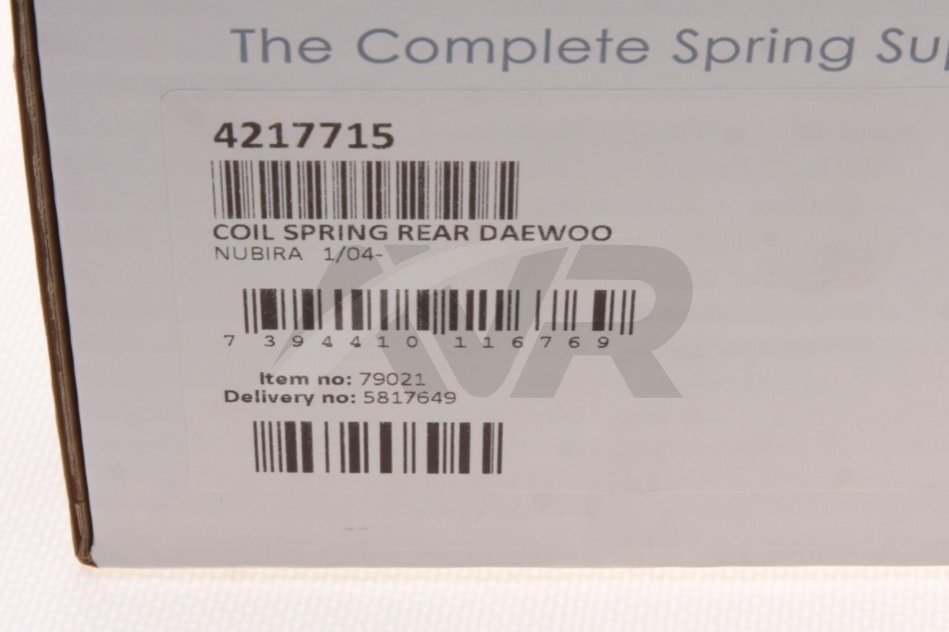 The Complete Spring
4217715
COIL SPRING REAR DAEWOO
NUBIRA 1/04-
AVR
7 394410 116769
Item no: 79021
Delivery no: 5817649